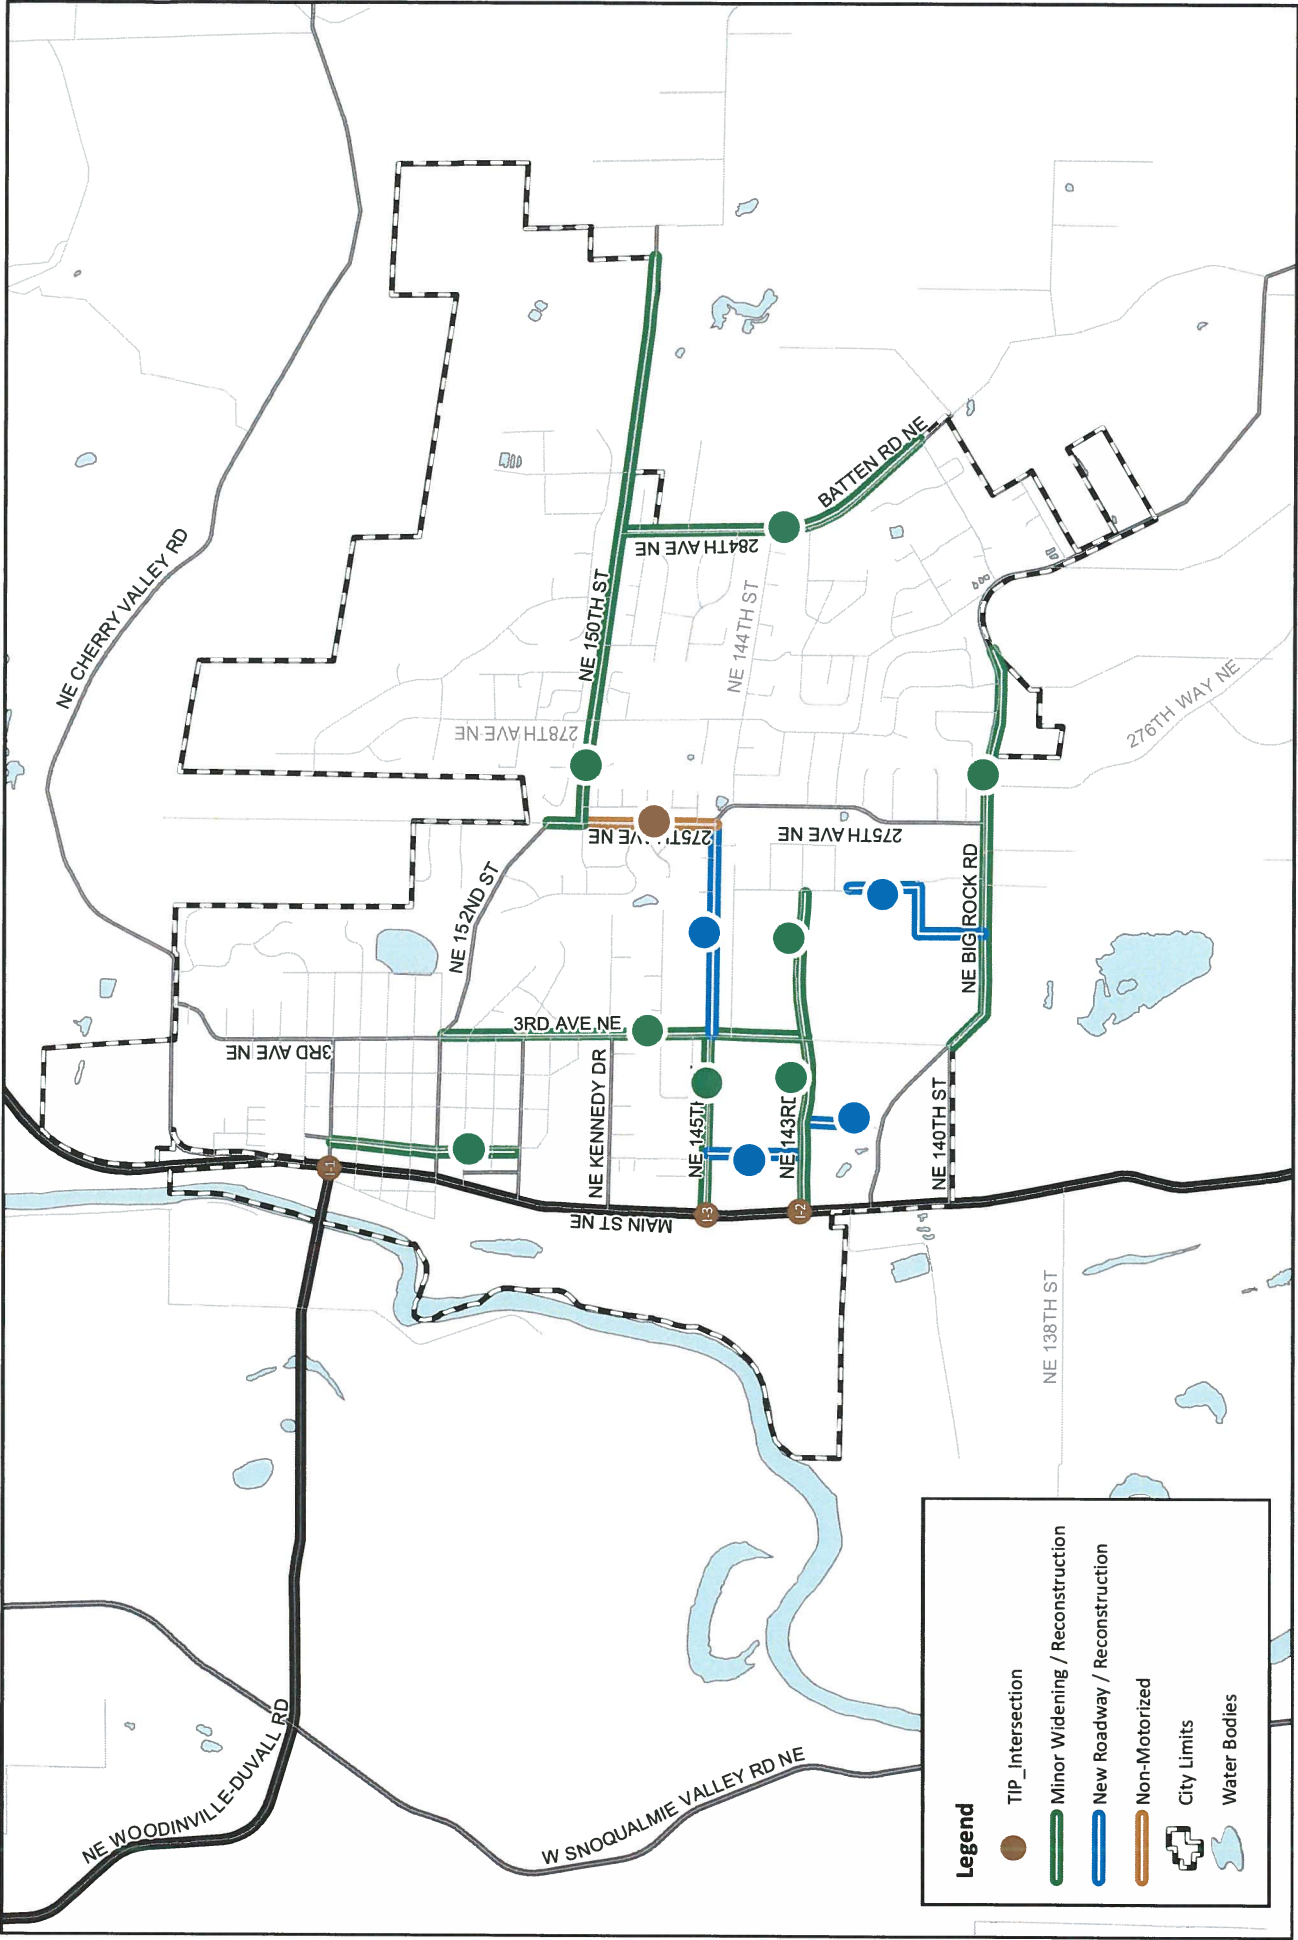 NE CHERRY VALLEY RD
NE 150TH ST
284TH AVE NE
BATTEN RD NE
NE 144TH ST
278TH AVE NE
276TH WAY NE
275TH AVE NE
NE 152ND ST
NE BIG ROCK RD
3RD AVE NE
3RD AVE NE
NE KENNEDY DR
NE 145TH
NE 143RD
NE 140TH ST
MAIN ST NE
I-1
I-3
I-2
NE 138TH ST
NE WOODINVILLE-DUVALL RD
W SNOQUALMIE VALLEY RD NE
Legend
TIP_Intersection
Minor Widening / Reconstruction
New Roadway / Reconstruction
Non-Motorized
City Limits
Water Bodies